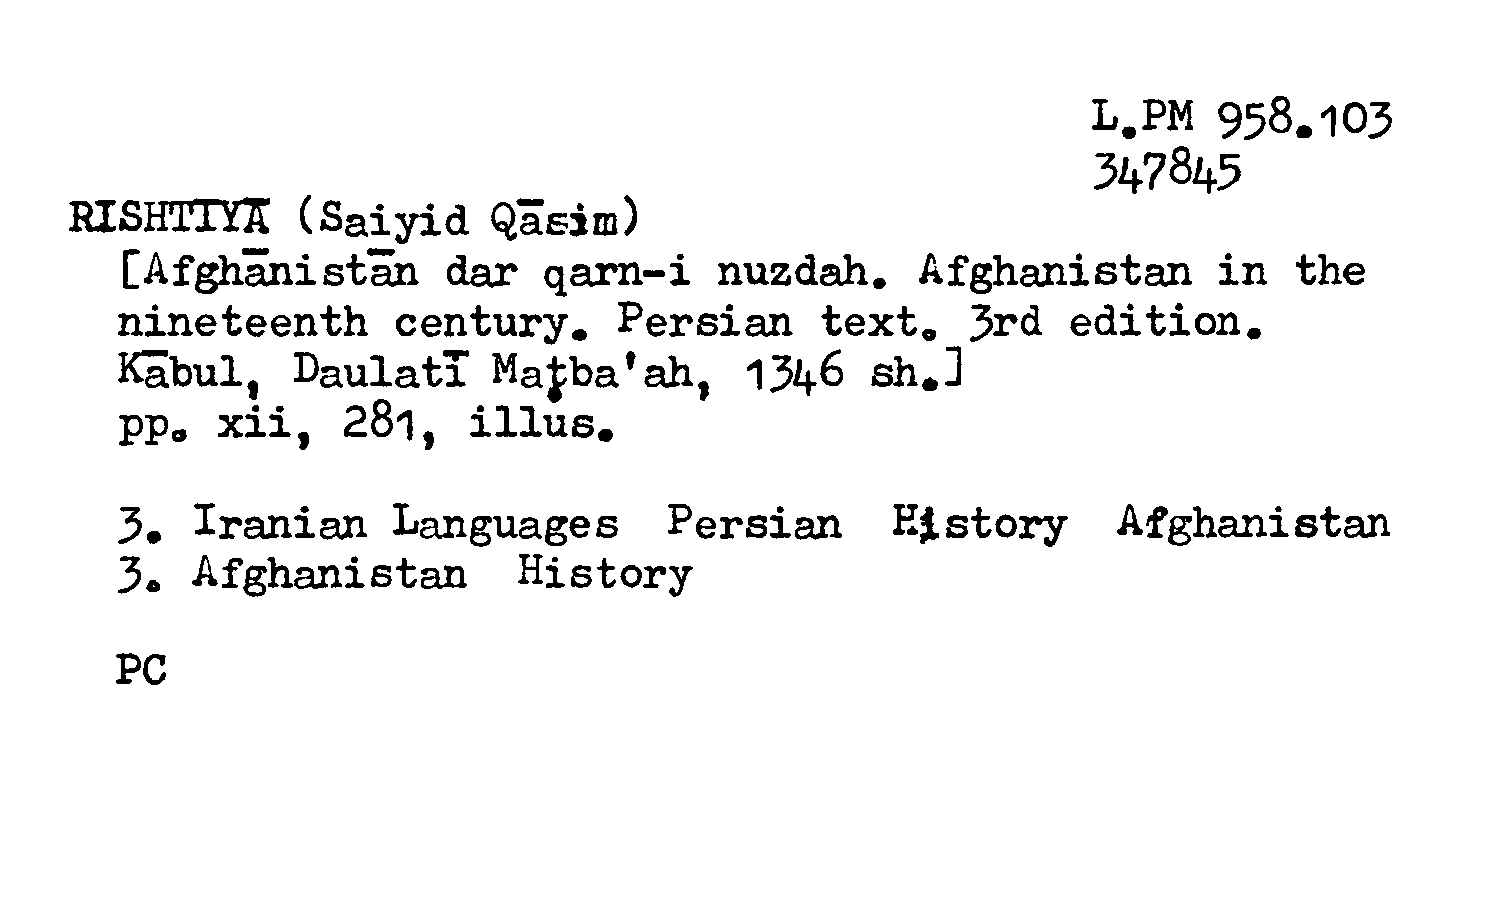 L.PM 958.103
347845
RISHTIYĀ (Saiyid Qāsim)
[Afghānistān dar qarn-i nuzdah. Afghanistan in the
nineteenth century. Persian text. 3rd edition.
Kābul, Daulatī Maṭba'ah, 1346 sh.]
pp. xii, 281, illus.
3. Iranian Languages Persian History Afghanistan
3. Afghanistan History
PC